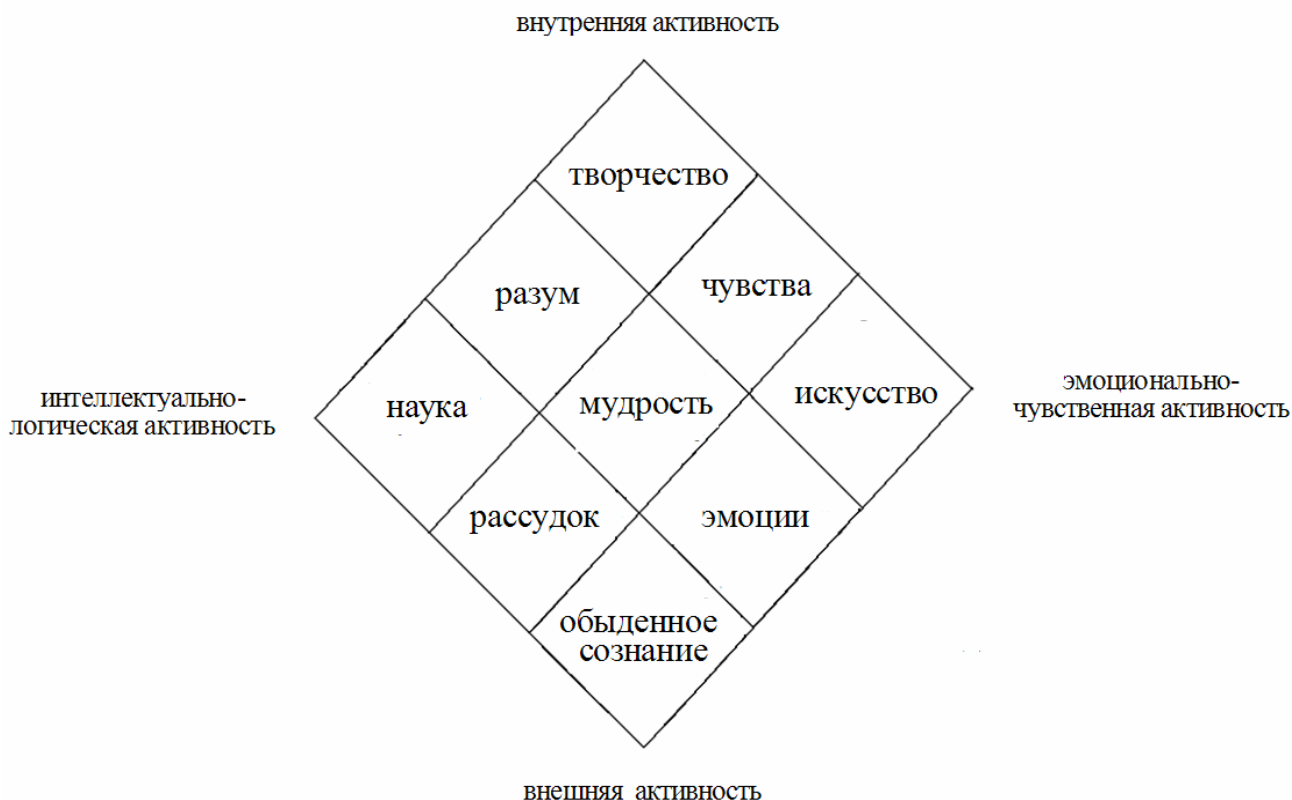 внутренняя активность
творчество
чувства
разум
искусство
мудрость
наука
эмоционально-
чувственная активность
интеллектуально-
логическая активность
рассудок
эмоции
обыденное
сознание
внешняя активность